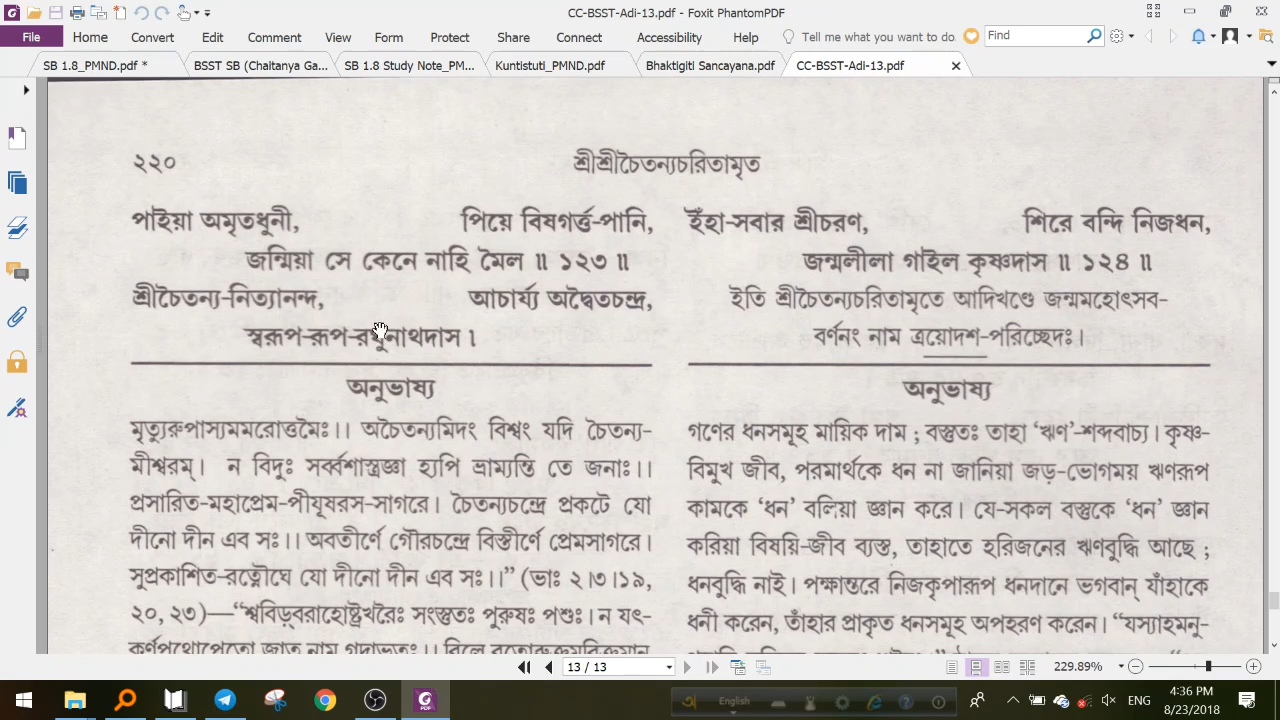 CC-BSST-Adi-13.pdf - Foxit PhantomPDF
File Home Convert Edit Comment View Form Protect Share Connect Accessibility Help Tell me what you want to do. Find
SB 1.8_PMND.pdf * BSST SB (Chaitanya Ga... SB 1.8 Study Note_PM... Kuntistuti_PMND.pdf Bhaktigiti Sancayana.pdf CC-BSST-Adi-13.pdf
২২০ শ্রীশ্রীচৈতন্যচরিতামৃত
পাইয়া অমৃতধুনী, পিয়ে বিষগর্ত্ত-পানি,
জন্মিয়া সে কেনে নাহি মৈল ॥ ১২৩ ॥
শ্রীচৈতন্য-নিত্যানন্দ, আচার্য্য অদ্বৈতচন্দ্র,
স্বরূপ-রূপ-রঘুনাথদাস ।
অনুভাষ্য
মৃত্যুরুপাস্যমমরোত্তমৈঃ।। অচৈতন্যমিদং বিশ্বং যদি চৈতন্য-
মীশ্বরম্। ন বিদুঃ সর্ব্বশাস্ত্রজ্ঞা হ্যপি ভ্রাম্যন্তি তে জনাঃ।।
প্রসারিত-মহাপ্রেম-পীযূষরস-সাগরে। চৈতন্যচন্দ্রে প্রকটে যো
দীনো দীন এব সঃ।। অবতীর্ণে গৌরচন্দ্রে বিস্তীর্ণে প্রেমসাগরে।
সুপ্রকাশিত-রত্নৌঘে যো দীনো দীন এব সঃ।।” (ভাঃ ২।৩।১৯,
২০, ২৩)—“শ্ববিড়্বরাহোষ্ট্রখরৈঃ সংস্তুতঃ পুরুষঃ পশুঃ। ন যৎ-
কর্ণপথোপেতো জাতু নাম গদাগ্রজঃ।।
ইঁহা-সবার শ্রীচরণ, শিরে বন্দি নিজধন,
জন্মলীলা গাইল কৃষ্ণদাস ॥ ১২৪ ॥
ইতি শ্রীচৈতন্যচরিতামৃতে আদিখণ্ডে জন্মমহোৎসব-
বর্ণনং নাম ত্রয়োদশ-পরিচ্ছেদঃ।
অনুভাষ্য
গণের ধনসমূহ মায়িক দাম ; বস্তুতঃ তাহা ‘ঋণ’-শব্দবাচ্য। কৃষ্ণ-
বিমুখ জীব, পরমার্থকে ধন না জানিয়া জড়-ভোগময় ঋণরূপ
কামকে ‘ধন’ বলিয়া জ্ঞান করে। যে-সকল বস্তুকে ‘ধন’ জ্ঞান
করিয়া বিষয়ি-জীব ব্যস্ত, তাহাতে হরিজনের ঋণবুদ্ধি আছে ;
ধনবুদ্ধি নাই। পক্ষান্তরে নিজকৃপারূপ ধনদানে ভগবান্ যাঁহাকে
ধনী করেন, তাঁহার প্রাকৃত ধনসমূহ অপহরণ করেন। “যস্যাহমনু-
13 / 13 229.89%
English
ENG 4:36 PM
8/23/2018